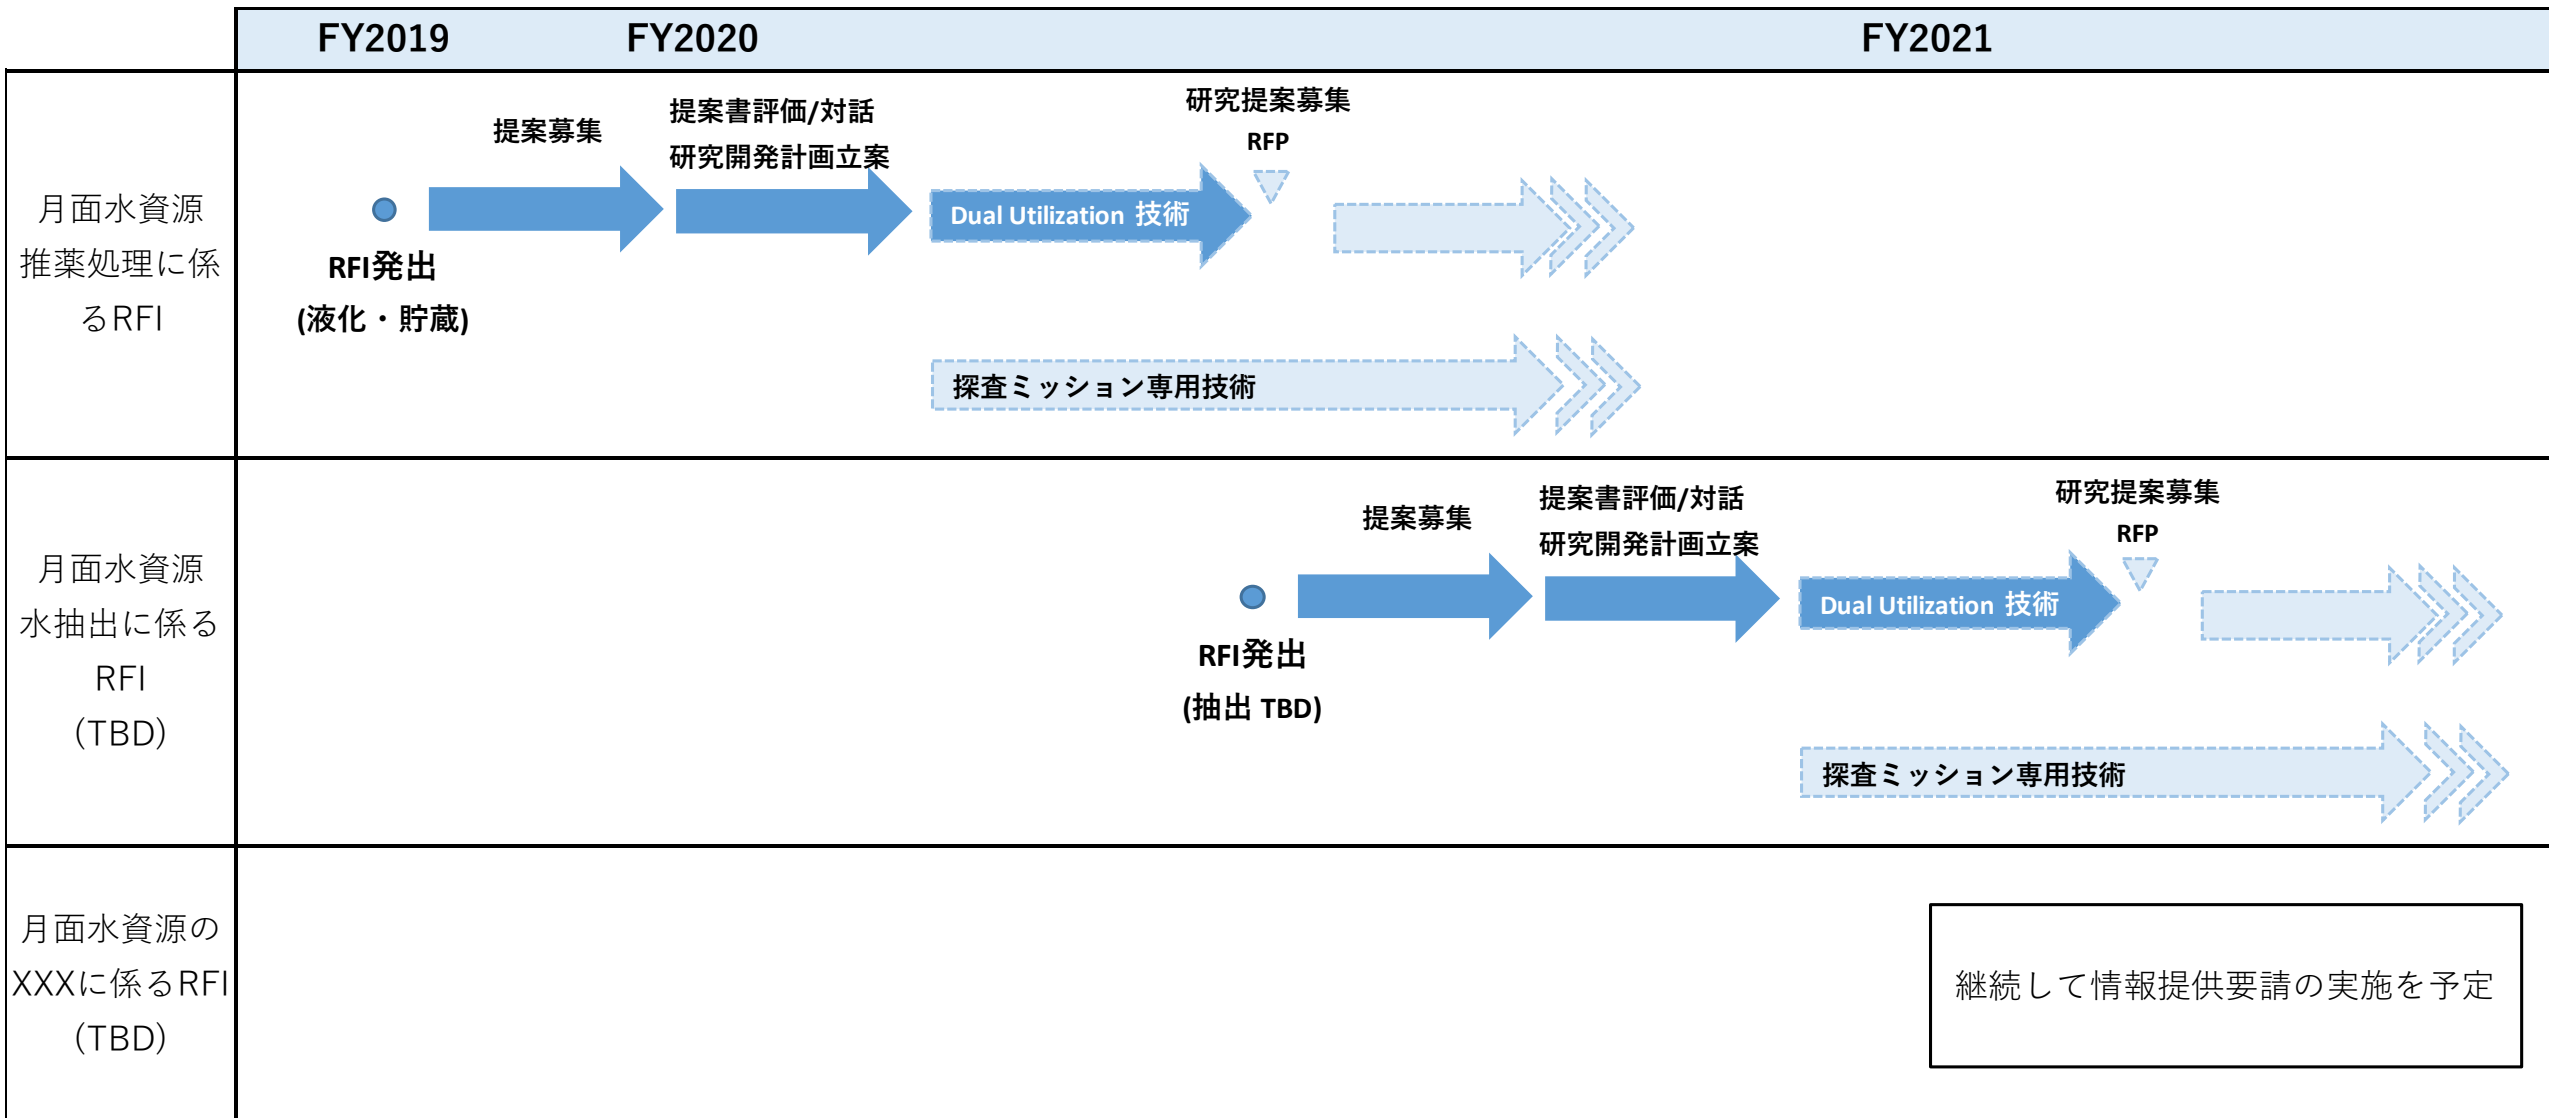 FY2019
FY2020
FY2021
月面水資源
推薬処理に係
るRFI
提案募集
提案書評価/対話
研究開発計画立案
研究提案募集
RFP
Dual Utilization 技術
RFI発出
(液化・貯蔵)
探査ミッション専用技術
月面水資源
水抽出に係る
RFI
(TBD)
提案募集
提案書評価/対話
研究開発計画立案
研究提案募集
RFP
Dual Utilization 技術
RFI発出
(抽出 TBD)
探査ミッション専用技術
月面水資源の
XXXに係るRFI
(TBD)
継続して情報提供要請の実施を予定